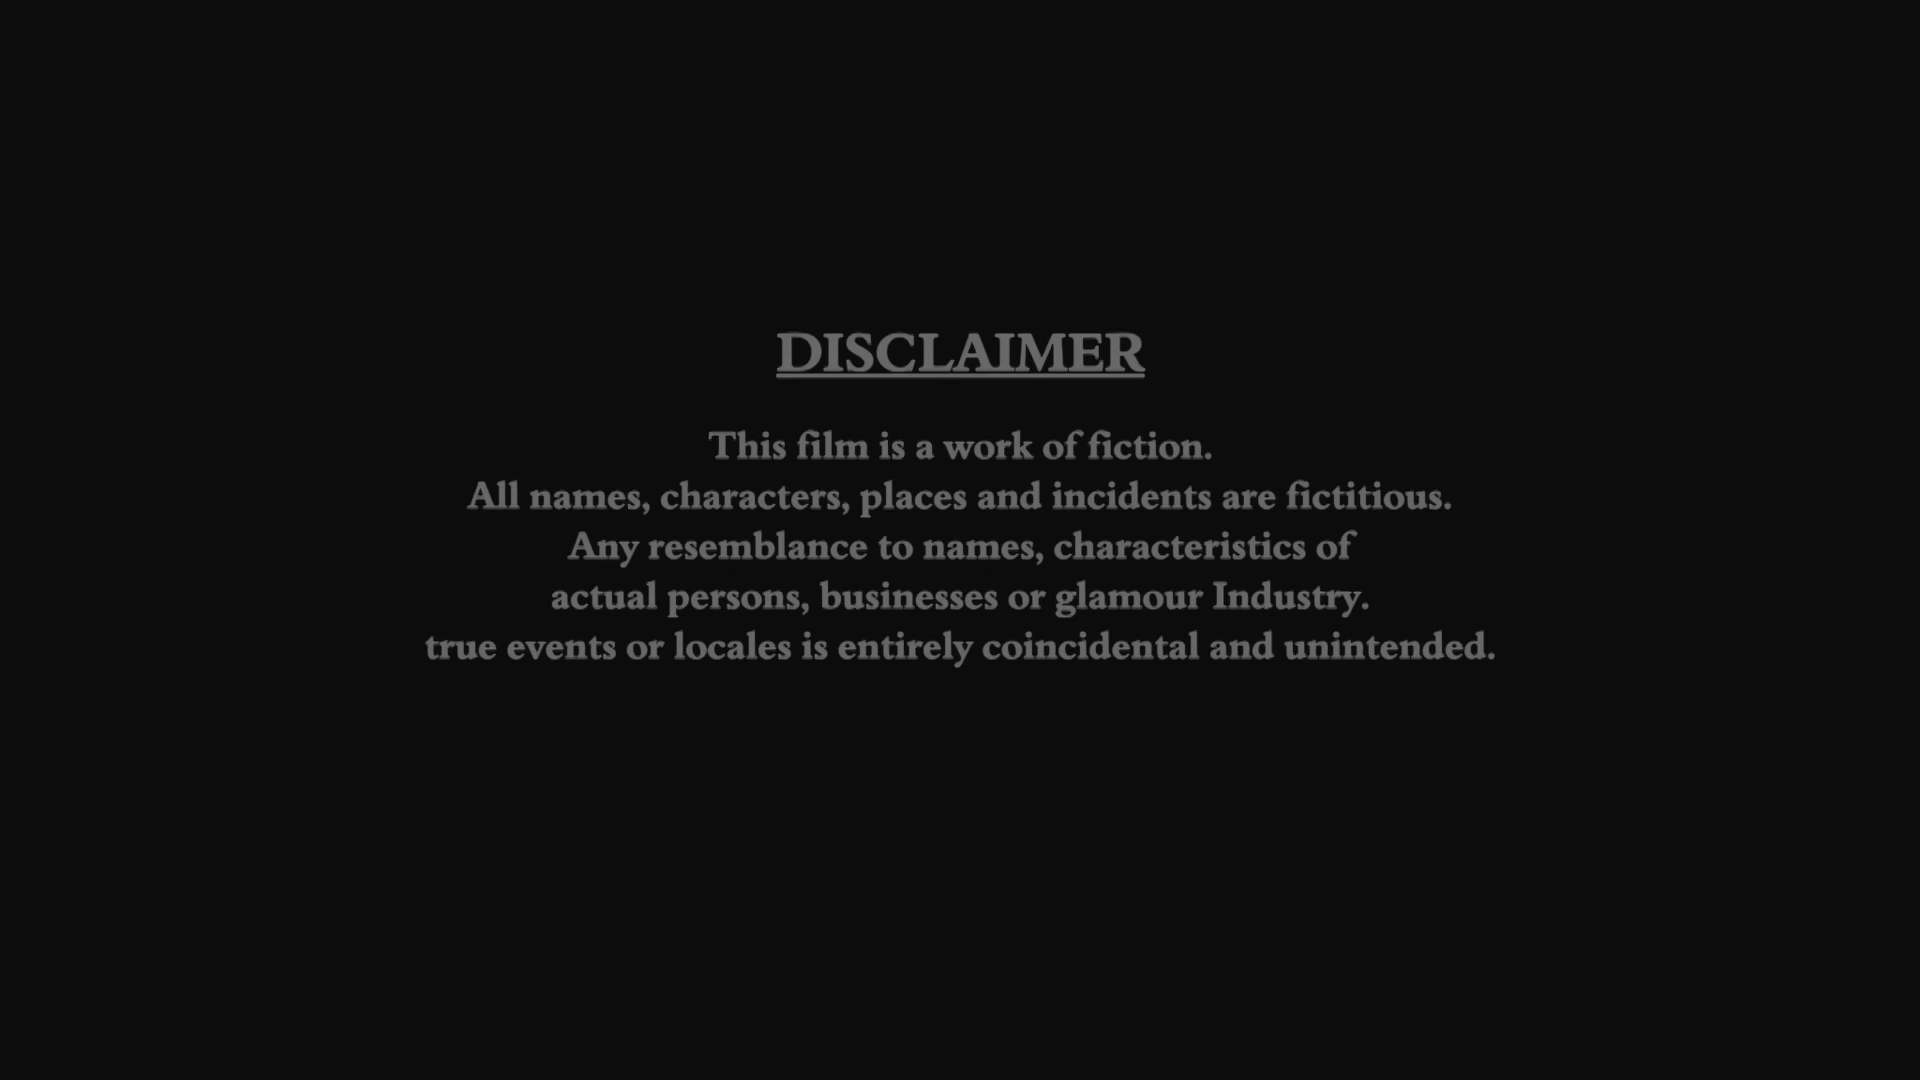 DISCLAIMER
This film is a work of fiction.
All names, characters, places and incidents are fictitious.
Any resemblance to names, characteristics of
actual persons, businesses or glamour Industry.
true events or locales is entirely coincidental and unintended.